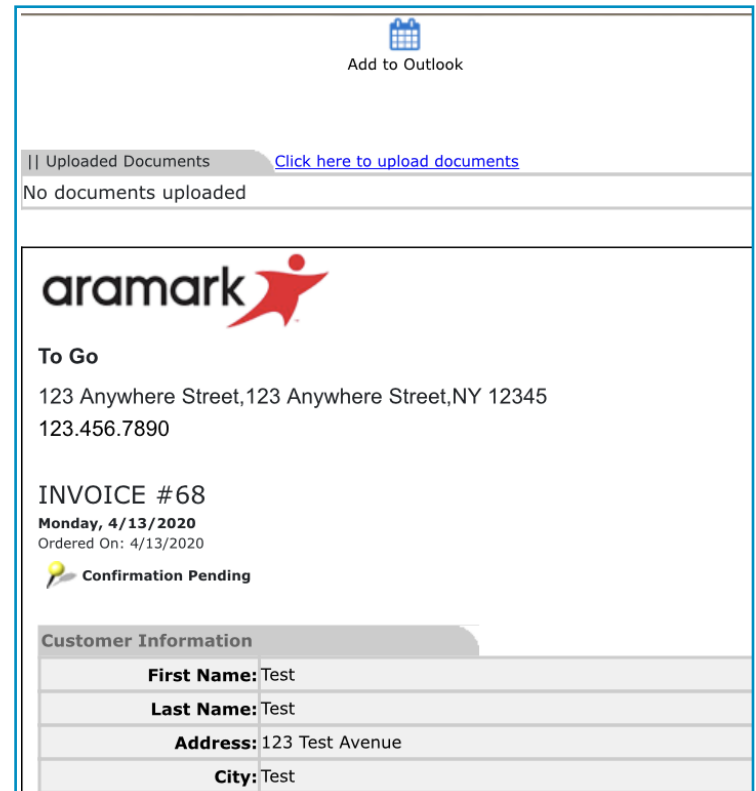 Add to Outlook
|| Uploaded Documents Click here to upload documents
No documents uploaded
aramark
To Go
123 Anywhere Street,123 Anywhere Street,NY 12345
123.456.7890
INVOICE #68
Monday, 4/13/2020
Ordered On: 4/13/2020
Confirmation Pending
Customer Information
First Name: Test
Last Name: Test
Address: 123 Test Avenue
City: Test